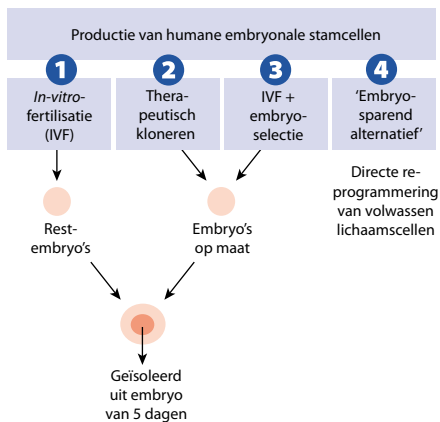 Productie van humane embryonale stamcellen
1
2
3
4
In-vitro-
fertilisatie
(IVF)
Thera-
peutisch
kloneren
IVF +
embryo-
selectie
‘Embryo-
sparend
alternatief’
Directe re-
programmering
van volwassen
lichaamscellen
Rest-
embryo’s
Embryo’s
op maat
Geïsoleerd
uit embryo
van 5 dagen